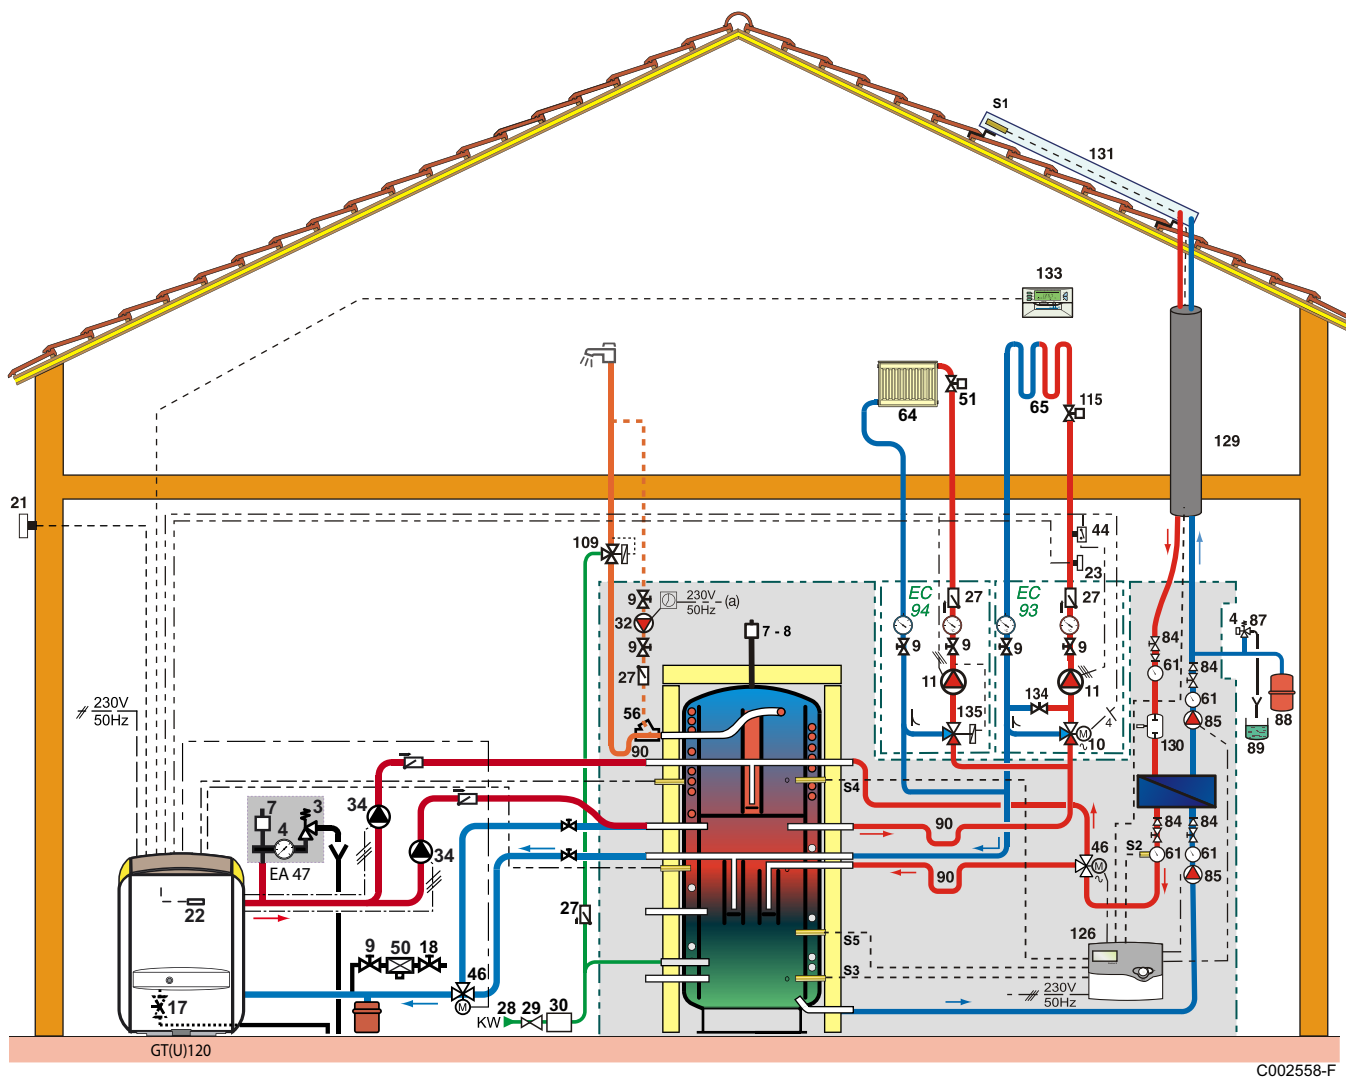 S1
131
133
51
64
65
115
129
21
44
109
23
EC
94
EC
93
27
27
9
230V
50Hz
(a)
32
9
27
7 - 8
9
9
9
11
11
84
61
84
61
85
4
87
88
89
134
135
4
10
130
56
90
230V
50Hz
S4
34
34
7
4
3
EA 47
90
90
46
84
84
S2
61
61
85
22
27
S5
S3
126
230V
50Hz
9
50
18
46
17
28
29
30
KW
M
M
M
GT(U)120
C002558-F